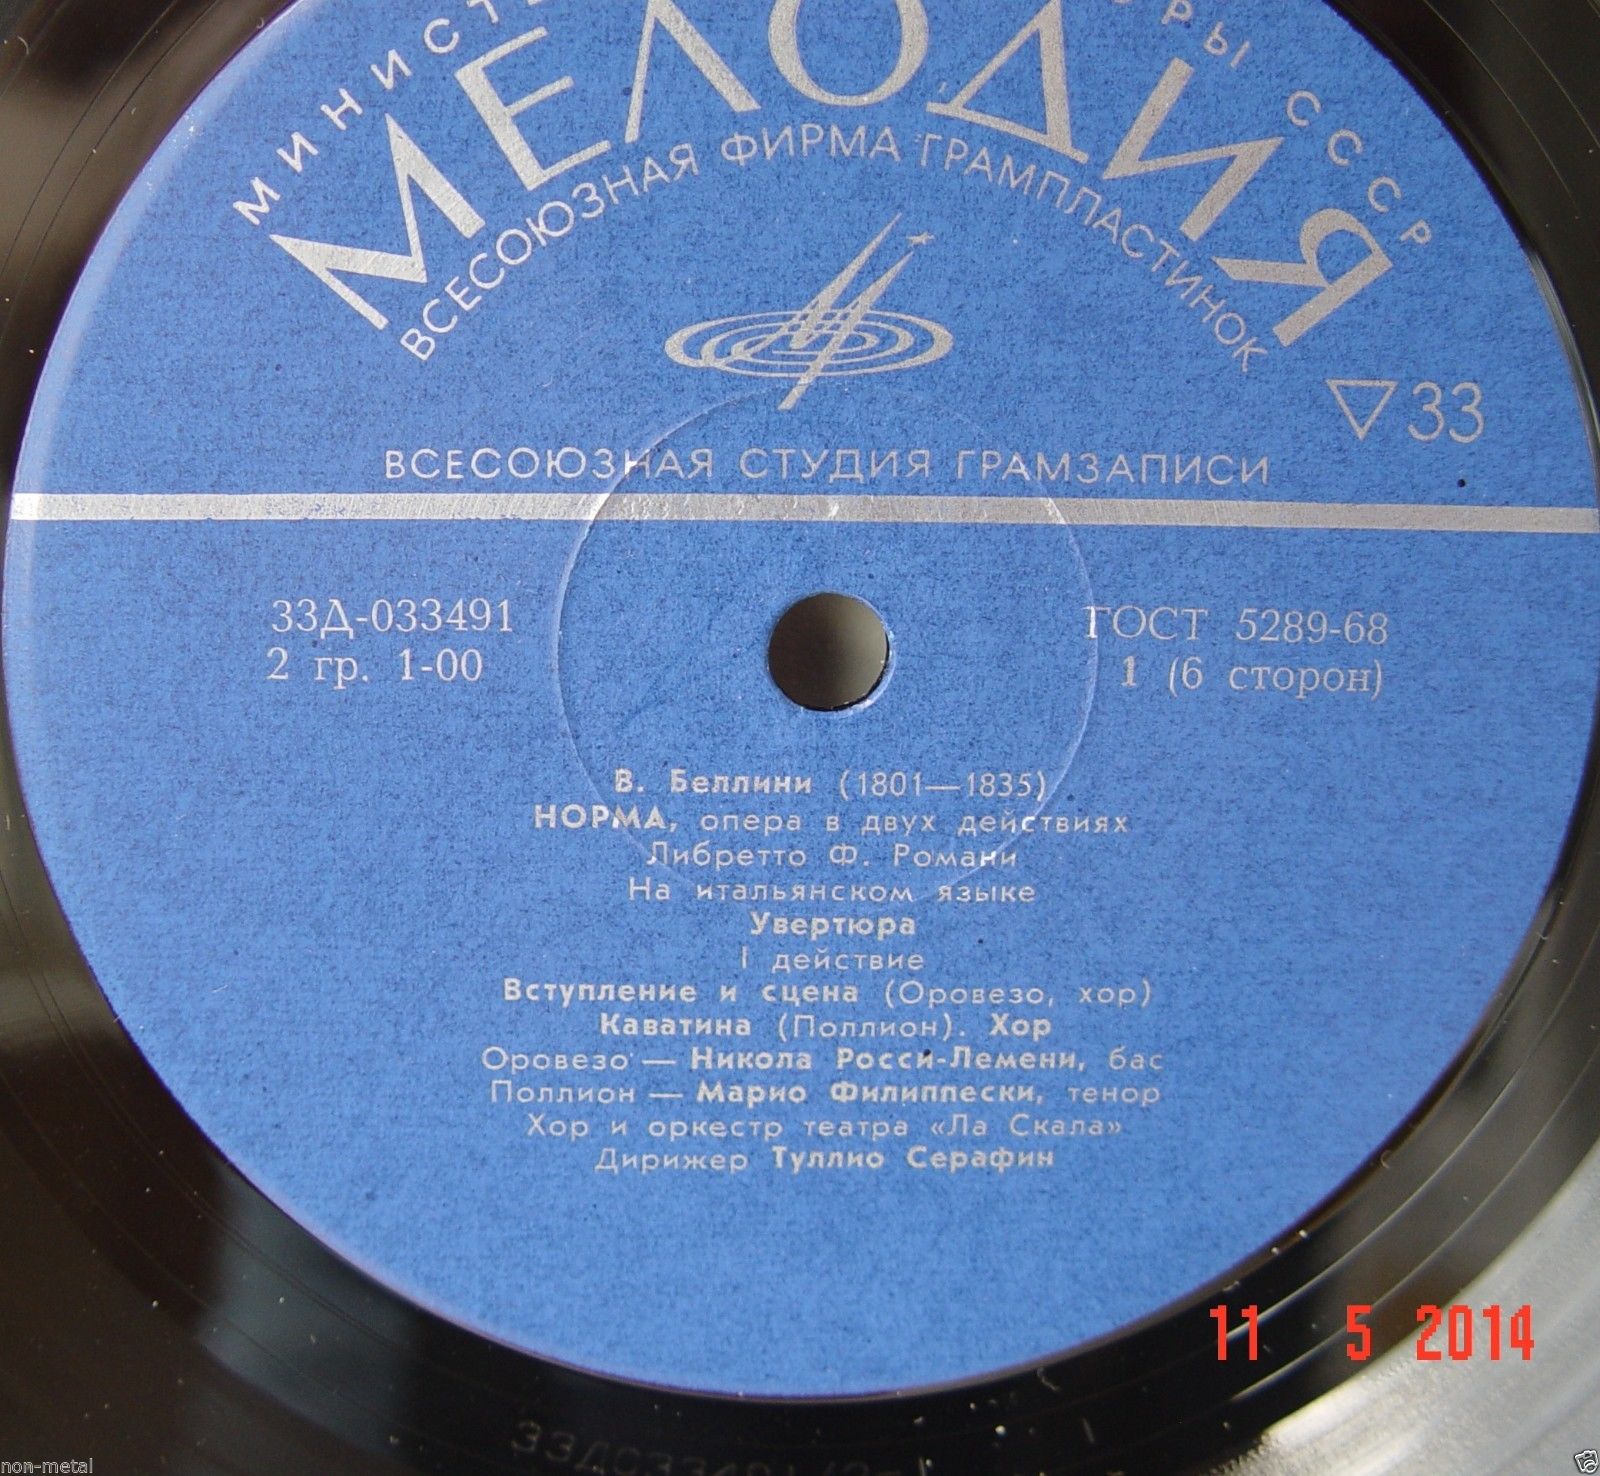 СССР
МЕЛОДИЯ
ВСЕСОЮЗНАЯ ФИРМА ГРАМПЛАСТИНОК
33
ВСЕСОЮЗНАЯ СТУДИЯ ГРАМЗАПИСИ
33Д-033491
ГОСТ 5289-68
2 гр. 1-00
1 (6 сторон)
В. Беллини (1801—1835)
НОРМА, опера в двух действиях
Либретто Ф. Романи
На итальянском языке
Увертюра
I действие
Вступление и сцена (Оровезо, хор)
Каватина (Поллион). Хор
Оровезо — Никола Росси-Лемени, бас
Поллион — Марио Филиппески, тенор
Хор и оркестр театра «Ла Скала»
Дирижер Туллио Серафин
11 5 2014
non-metal